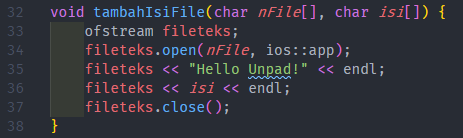 32 void tambahIsiFile(char nFile[], char isi[]) {
33     ofstream fileteks;
34     fileteks.open(nFile, ios::app);
35     fileteks << "Hello Unpad!" << endl;
36     fileteks << isi << endl;
37     fileteks.close();
38 }